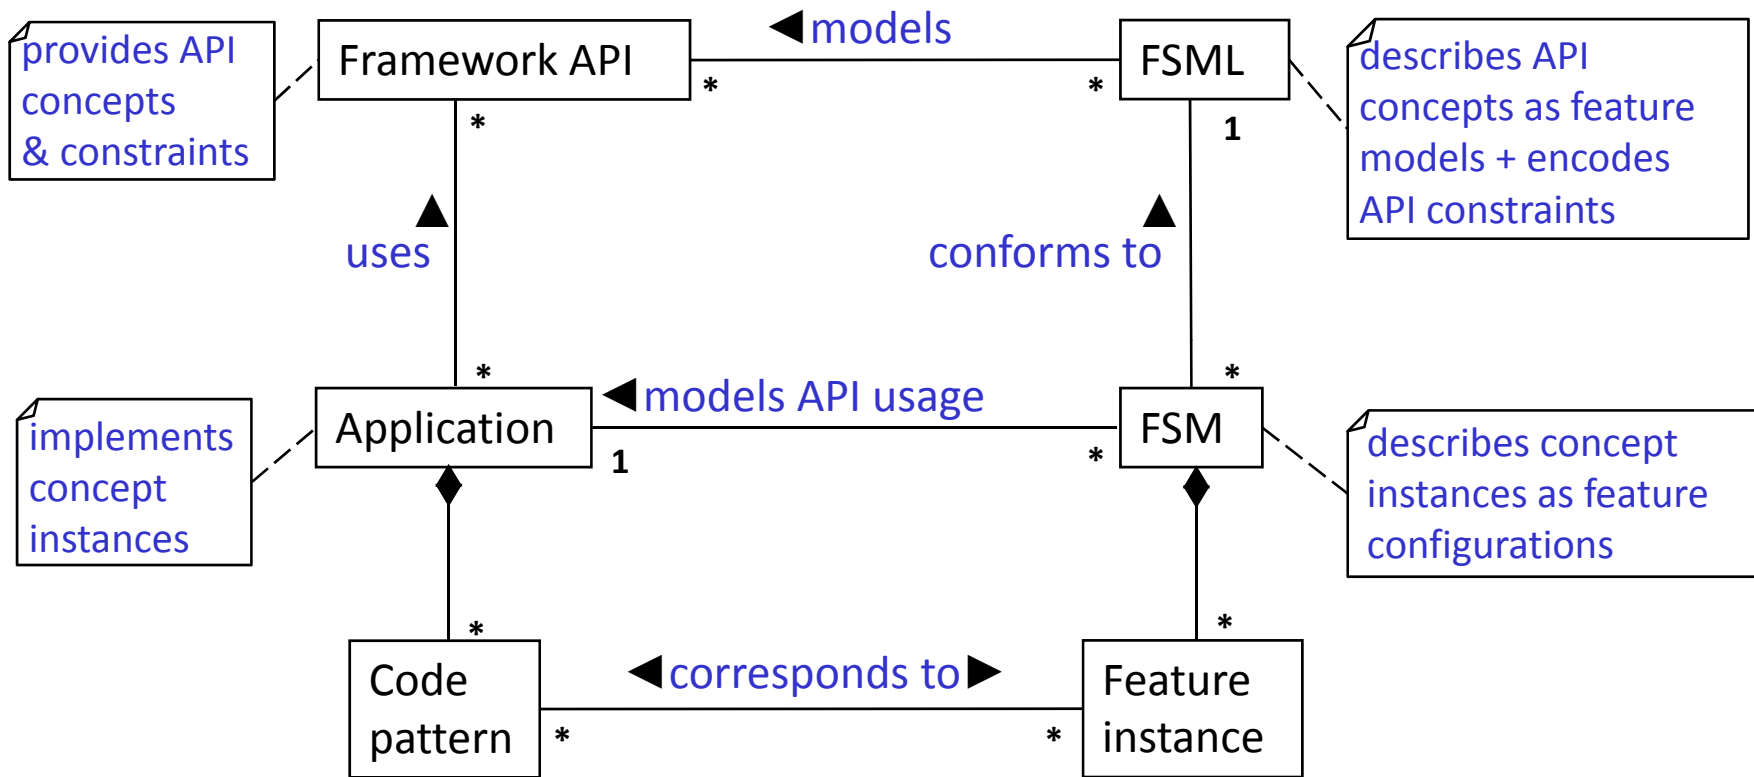 provides API
concepts
& constraints
Framework API
◄models
*
*
FSML
describes API
concepts as feature
models + encodes
API constraints
*
1
▲
uses
▲
conforms to
*
*
implements
concept
instances
Application
◄models API usage
1
*
FSM
describes concept
instances as feature
configurations
*
*
Code
pattern
◄corresponds to►
*
*
Feature
instance